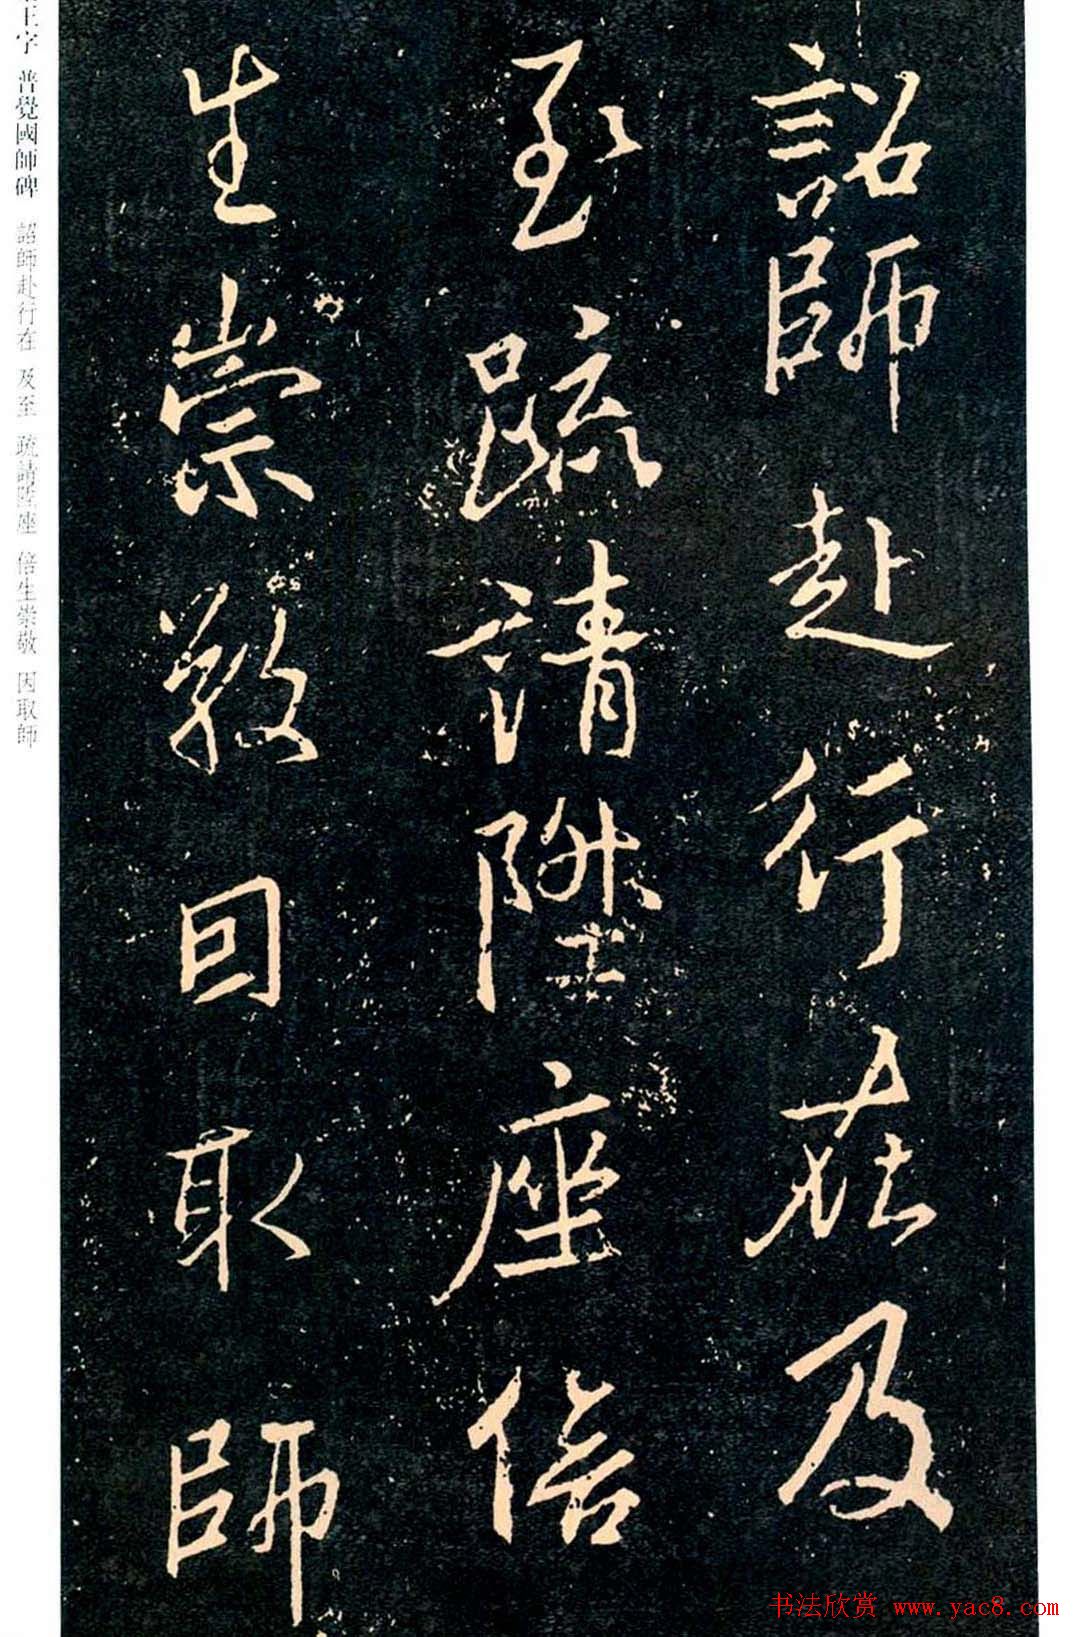 詔師赴行在及
至疏請陞座倍
生崇敬因取師
王字 普覺國師碑 詔師赴行在 及至 疏請陞座 倍生崇敬 因取師
书法欣赏 www.yac8.com